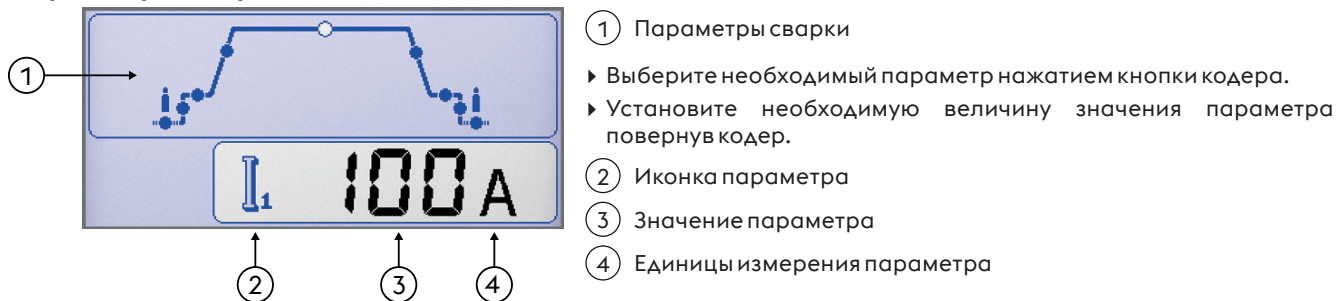 1 Параметры сварки
▸ Выберите необходимый параметр нажатием кнопки кодера.
▸ Установите необходимую величину значения параметра
повернув кодер.
2 Иконка параметра
3 Значение параметра
4 Единицы измерения параметра
1
I1 100 A
2 3 4